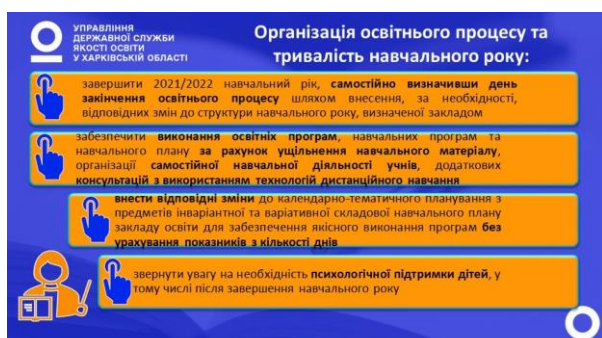 УПРАВЛІННЯ
ДЕРЖАВНОЇ СЛУЖБИ
ЯКОСТІ ОСВІТИ
У ХАРКІВСЬКІЙ ОБЛАСТІ
Організація освітнього процесу та
тривалість навчального року:
завершити 2021/2022 навчальний рік, самостійно визначивши день
закінчення освітнього процесу шляхом внесення, за необхідності,
відповідних змін до структури навчального року, визначеної закладом
забезпечити виконання освітніх програм, навчальних програм та
навчального плану за рахунок ущільнення навчального матеріалу,
організації самостійної навчальної діяльності учнів, додаткових
консультацій з використанням технологій дистанційного навчання
внести відповідні зміни до календарно-тематичного планування з
предметів інваріантної та варіативної складової навчального плану
закладу освіти для забезпечення якісного виконання програм без
урахування показників з кількості днів
звернути увагу на необхідність психологічної підтримки дітей, у
тому числі після завершення навчального року